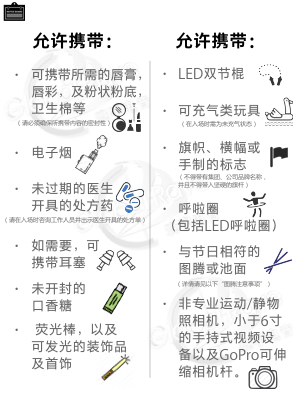 允许携带：
· 可携带所需的唇膏，
唇彩，及粉状粉底，
卫生棉等
（请必须确保所携带内容的密封性）
· 电子烟
· 未过期的医生
开具的处方药
（请在入场时咨询工作人员并出示医生开具的处方单）
· 如需要，可
携带耳塞
· 未开封的
口香糖
· 荧光棒，以及
可发光的装饰品
及首饰
允许携带：
· LED双节棍
· 可充气类玩具
（在入场时需为未充气状态）
· 旗帜、横幅或
手制的标志
（不得带有集团、公司品牌名称，
并且不得带入坚硬的旗杆）
· 呼啦圈
（包括LED呼啦圈）
· 与节日相符的
图腾或池面
（详情请见以下“图腾注意事项”）
· 非专业运动/静物
照相机，小于6寸
的手持式视频设
备以及GoPro可伸
缩相机杆。